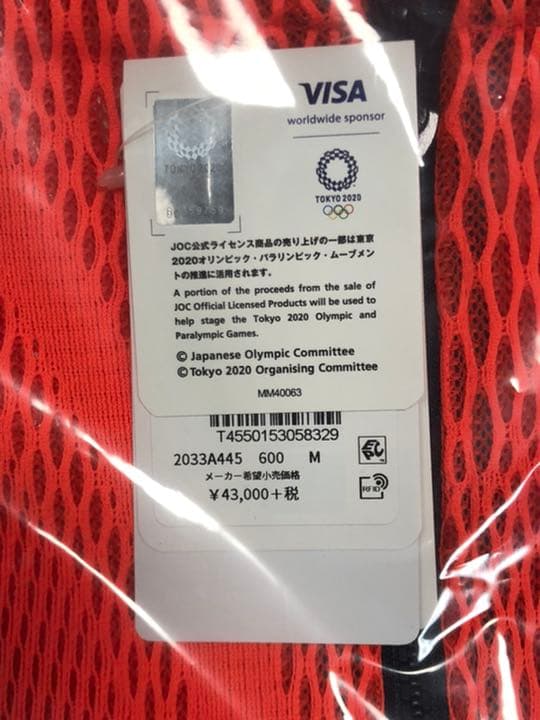 VISA
worldwide sponsor
TOKYO 2020
TOKYO 2020
JOC公式ライセンス商品の売り上げの一部は東京
2020オリンピック・パラリンピック・ムーブメン
トの推進に活用されます。
A portion of the proceeds from the sale of
JOC Official Licensed Products will be used to
help stage the Tokyo 2020 Olympic and
Paralympic Games.
© Japanese Olympic Committee
© Tokyo 2020 Organising Committee
MM40063
T4550153058329
2033A445 600 M
メーカー希望小売価格
¥43,000+税
RFID